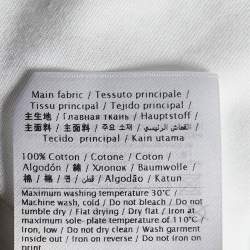 Main fabric / Tessuto principale /
Tissu principal / Tejido principal /
主生地 / Главная ткань / Hauptstoff /
主面料 / 主面料 / 주요 소재 / القماش الرئيسي /
Tecido principal / Kain utama
100% Cotton / Cotone / Coton /
Algodón / 綿 / Хлопок / Baumwolle /
棉 / 棉 / 면 / قطن / Algodão / Katun
Maximum washing temperature 30°C /
Machine wash, cold / Do not bleach / Do not
tumble dry / Flat drying / Dry flat / Iron at
maximum sole-plate temperature of 110°C /
Iron, low / Do not dry clean / Wash garment
inside out / Iron on reverse / Do not
iron on print